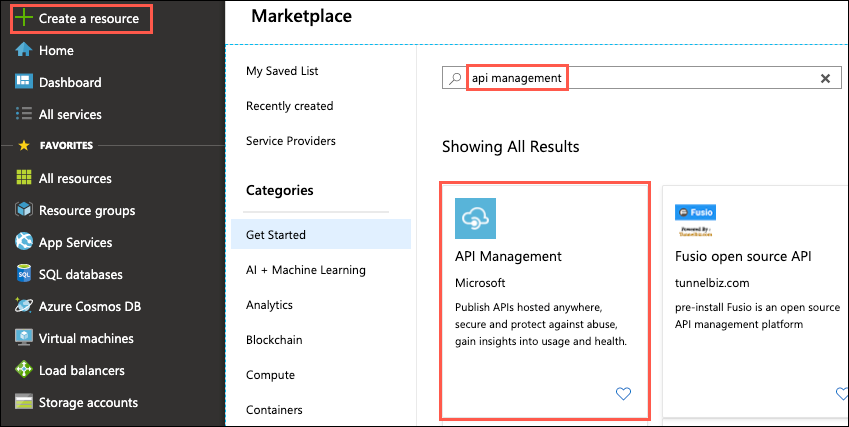 Create a resource
Home
Dashboard
All services
FAVORITES
All resources
Resource groups
App Services
SQL databases
Azure Cosmos DB
Virtual machines
Load balancers
Storage accounts
Marketplace
My Saved List
Recently created
Service Providers
Categories
Get Started
AI + Machine Learning
Analytics
Blockchain
Compute
Containers
api management
Showing All Results
API Management
Microsoft
Publish APIs hosted anywhere,
secure and protect against abuse,
gain insights into usage and health.
Fusio
Powered By :
Tunnelbiz.com
Fusio open source API
tunnelbiz.com
pre-install Fusio is an open source
API management platform